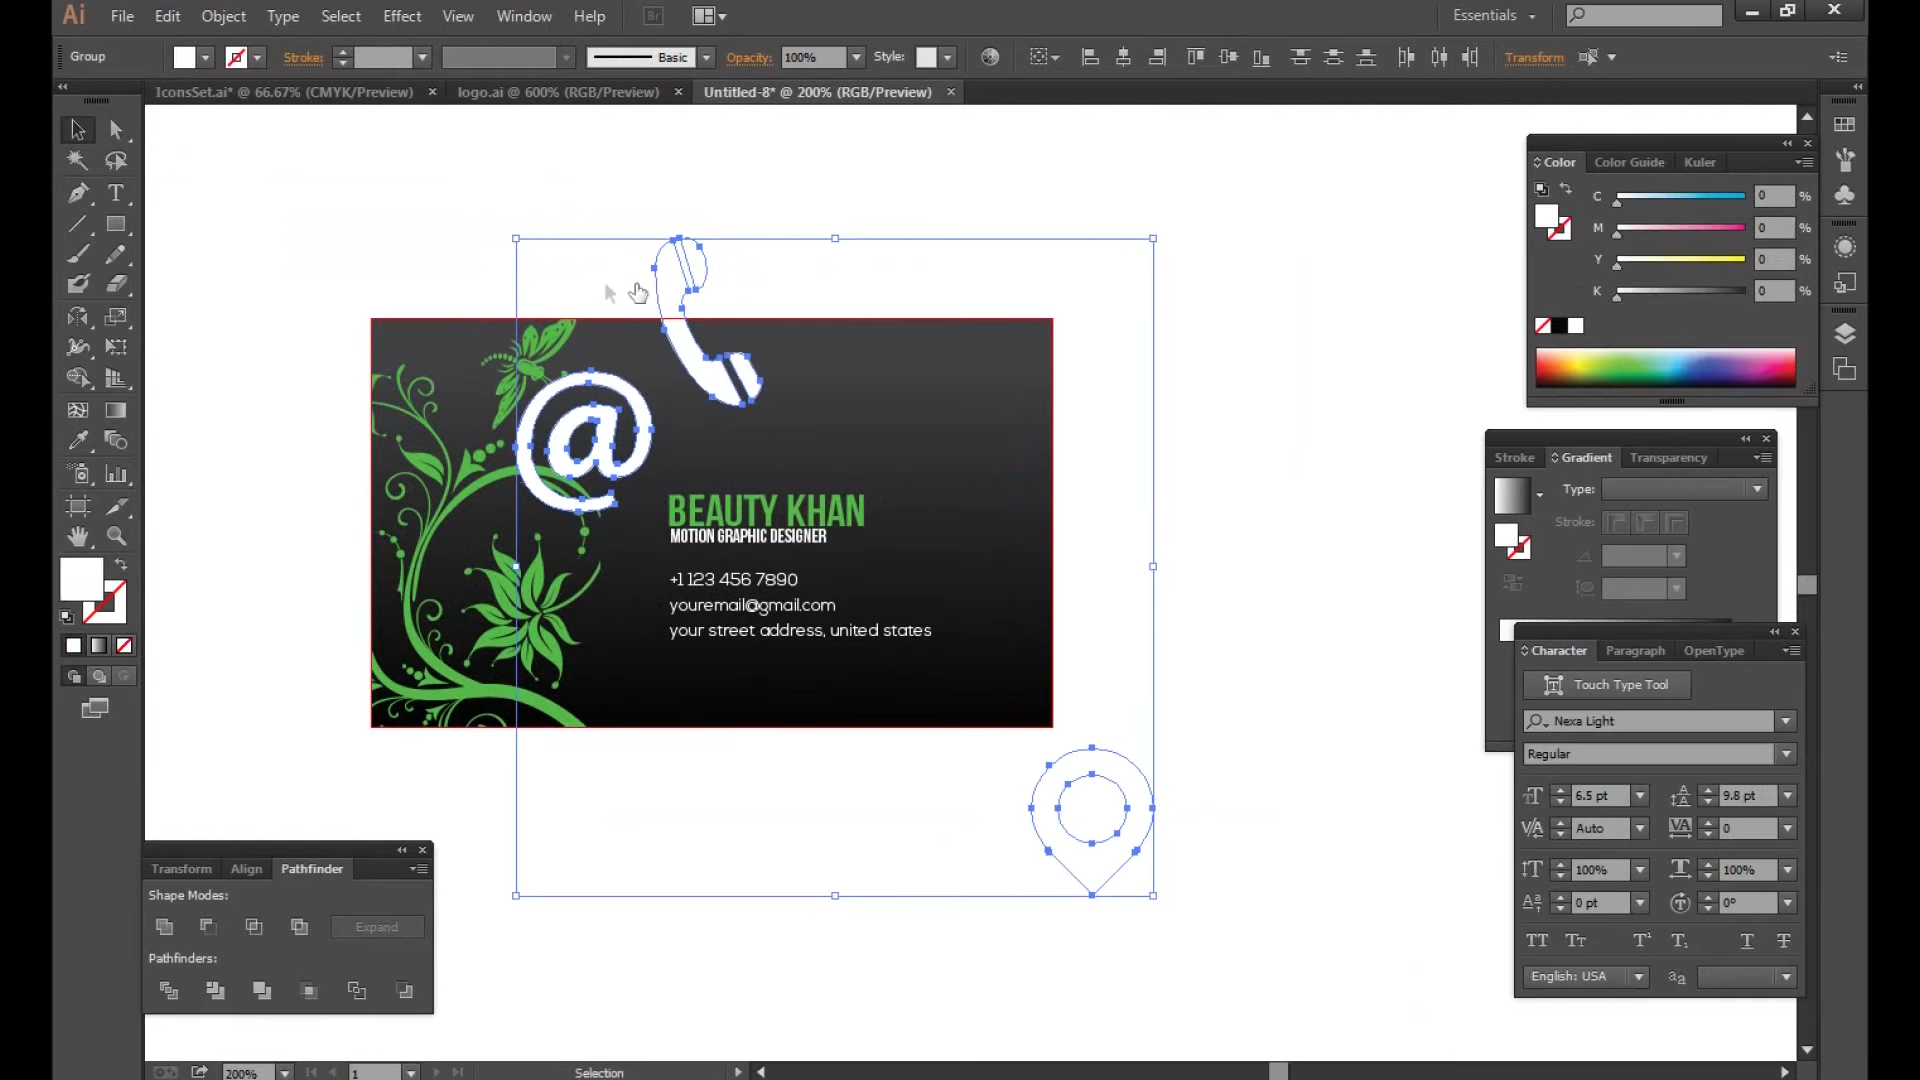 Ai File Edit Object Type Select Effect View Window Help Br Essentials
Group Stroke: Basic Opacity: 100% Style: Transform
IconsSet.ai* @ 66.67% (CMYK/Preview) × logo.ai @ 600% (RGB/Preview) × Untitled-8* @ 200% (RGB/Preview) ×
Color Color Guide Kuler
C 0 %
M 0 %
Y 0 %
K 0 %
@
BEAUTY KHAN
MOTION GRAPHIC DESIGNER
+1 123 456 7890
youremail@gmail.com
your street address, united states
Stroke Gradient Transparency
Type:
Stroke:
Character Paragraph OpenType
Touch Type Tool
Nexa Light
Regular
6.5 pt 9.8 pt
Auto 0
100% 100%
0 pt 0°
English: USA
Transform Align Pathfinder
Shape Modes:
Expand
Pathfinders:
200% 1 Selection